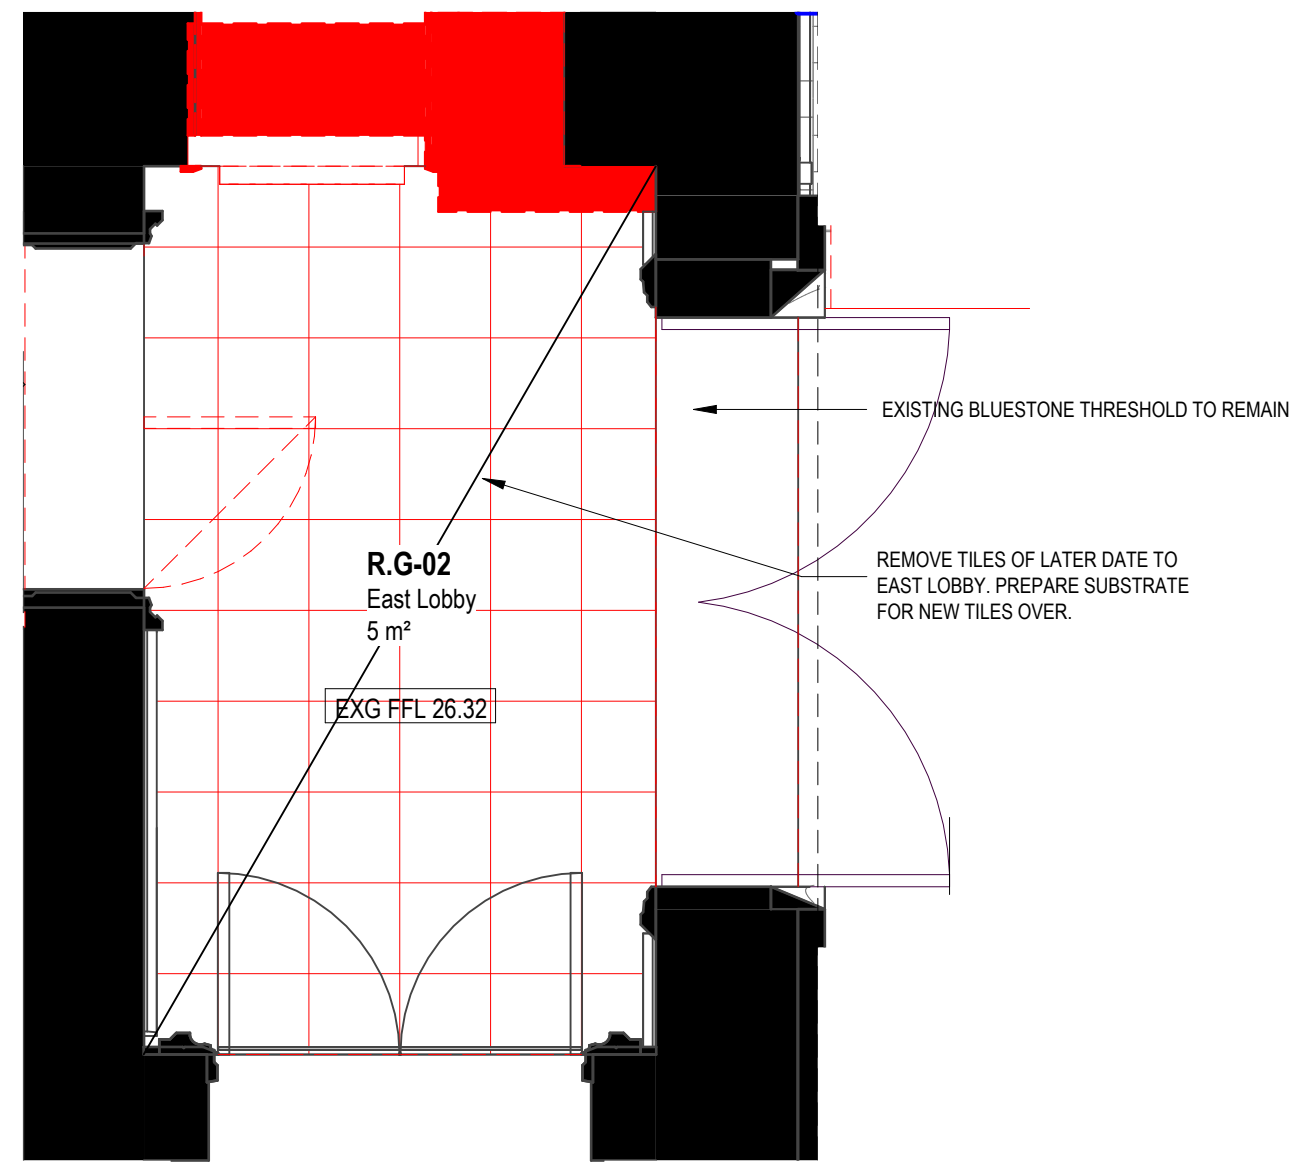 EXISTING BLUESTONE THRESHOLD TO REMAIN
R.G-02
East Lobby
5 m²
REMOVE TILES OF LATER DATE TO
EAST LOBBY. PREPARE SUBSTRATE
FOR NEW TILES OVER.
EXG FFL 26.32